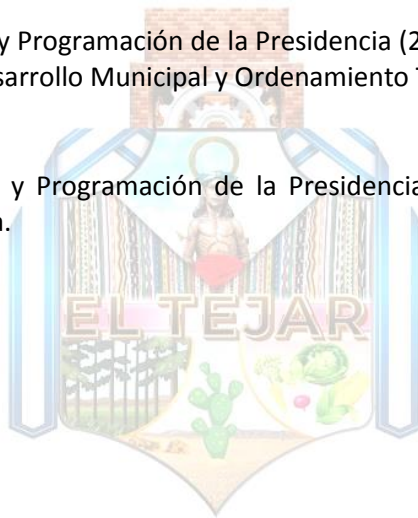 y Programación de la Presidencia (2
sarrollo Municipal y Ordenamiento
y Programación de la Presidencia
.
EL TEJAR